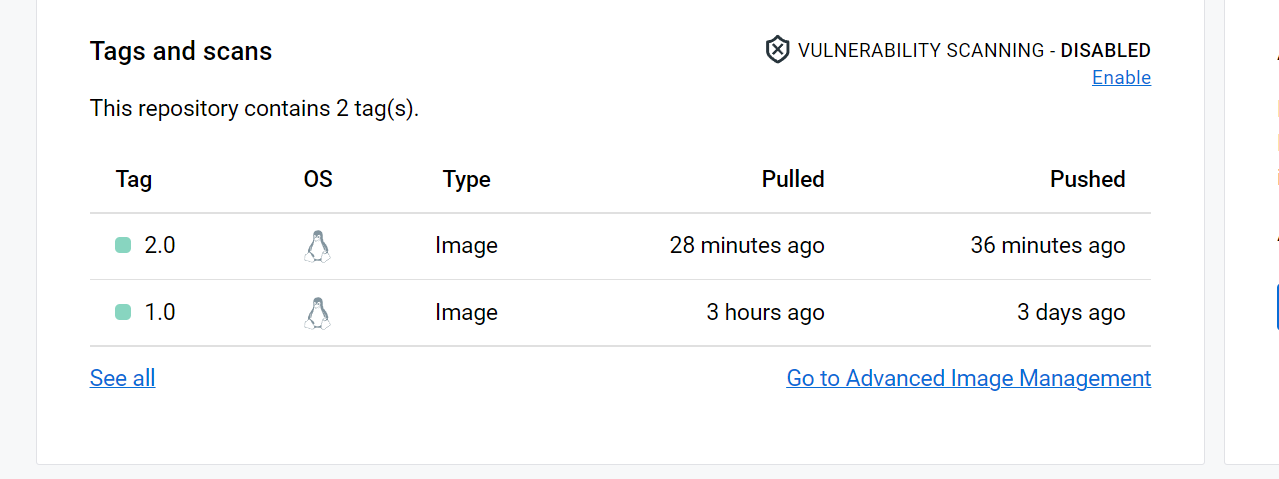 Tags and scans
VULNERABILITY SCANNING - DISABLED
Enable
This repository contains 2 tag(s).
Tag OS Type Pulled Pushed
2.0 Image 28 minutes ago 36 minutes ago
1.0 Image 3 hours ago 3 days ago
See all Go to Advanced Image Management